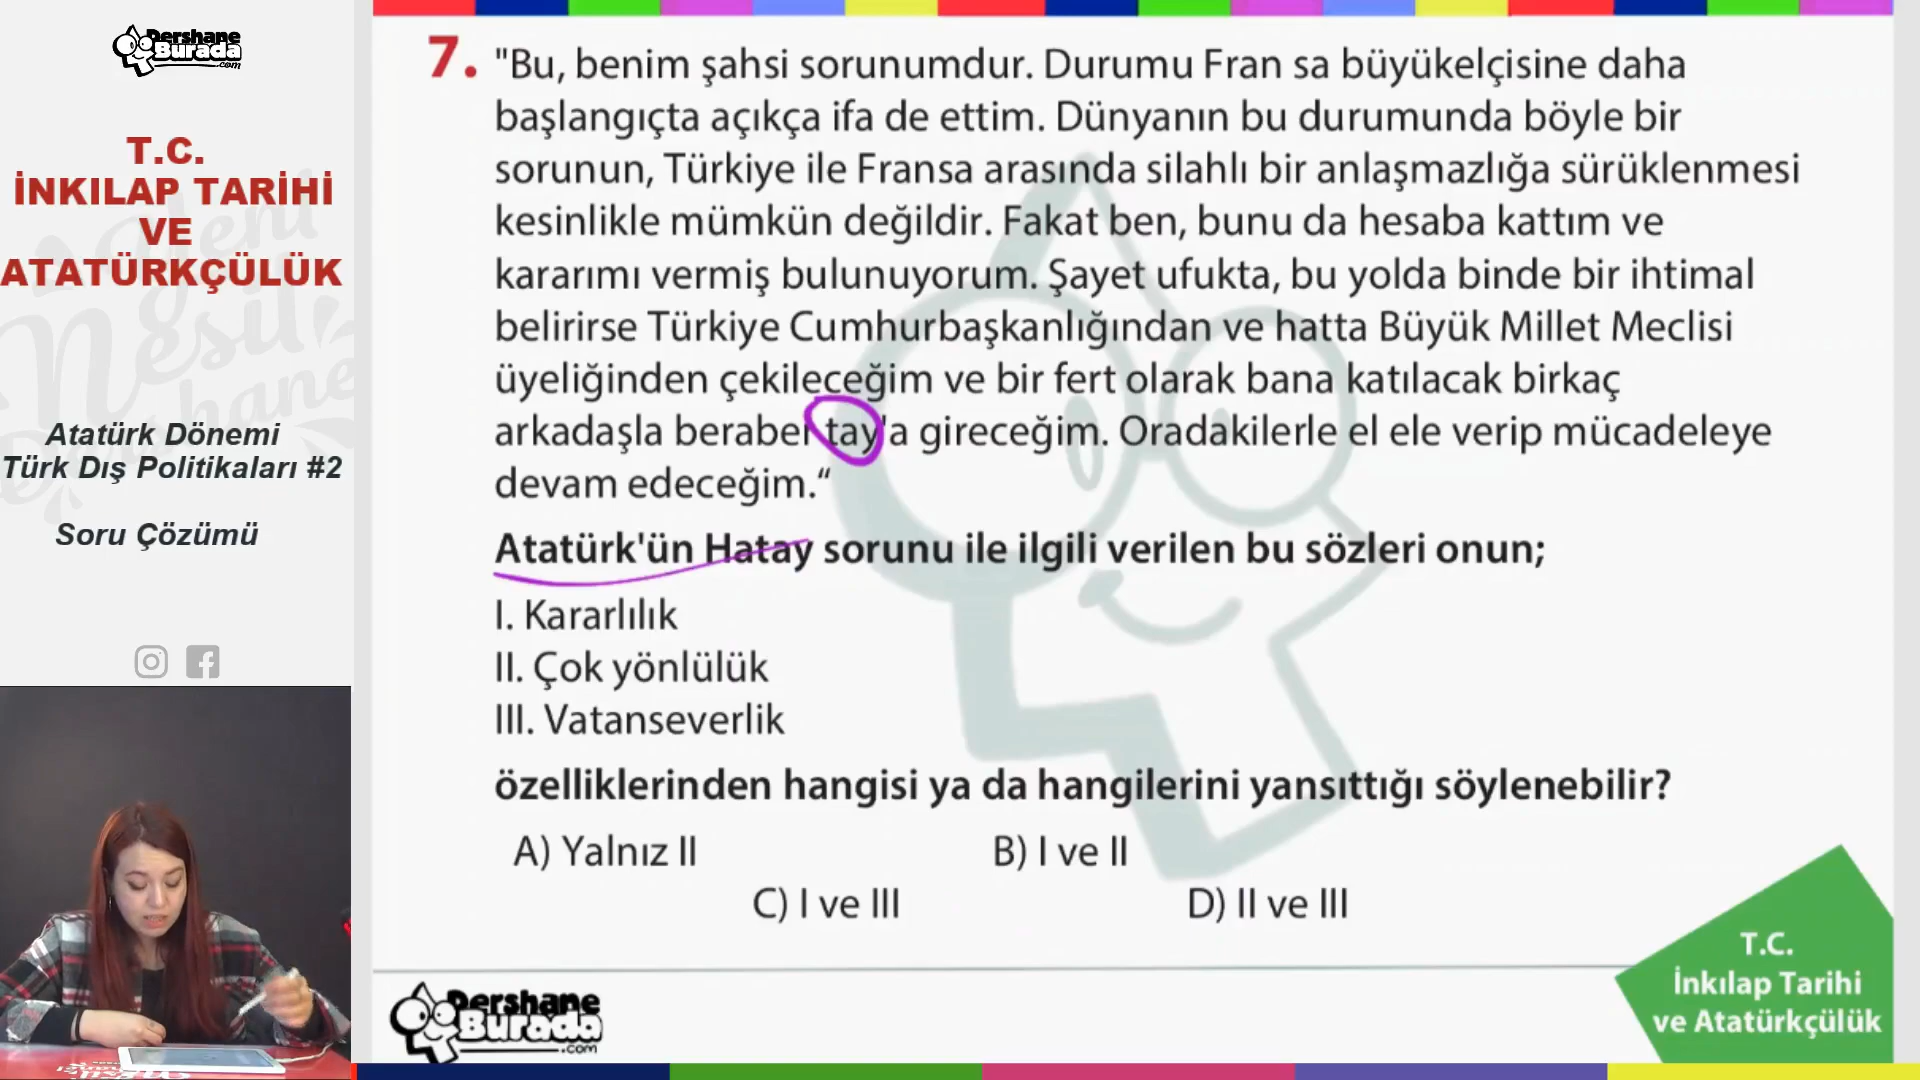 Dershane
Burada
.com
T.C.
İNKILAP TARİHİ
VE
ATATÜRKÇÜLÜK
Yeni
Nesil
Dershane
Atatürk Dönemi
Türk Dış Politikaları #2
Soru Çözümü
7. "Bu, benim şahsi sorunumdur. Durumu Fran sa büyükelçisine daha
başlangıçta açıkça ifa de ettim. Dünyanın bu durumunda böyle bir
sorunun, Türkiye ile Fransa arasında silahlı bir anlaşmazlığa sürüklenmesi
kesinlikle mümkün değildir. Fakat ben, bunu da hesaba kattım ve
kararımı vermiş bulunuyorum. Şayet ufukta, bu yolda binde bir ihtimal
belirirse Türkiye Cumhurbaşkanlığından ve hatta Büyük Millet Meclisi
üyeliğinden çekileceğim ve bir fert olarak bana katılacak birkaç
arkadaşla beraber tay'a gireceğim. Oradakilerle el ele verip mücadeleye
devam edeceğim.“
Atatürk'ün Hatay sorunu ile ilgili verilen bu sözleri onun;
I. Kararlılık
II. Çok yönlülük
III. Vatanseverlik
özelliklerinden hangisi ya da hangilerini yansıttığı söylenebilir?
A) Yalnız II
B) I ve II
C) I ve III
D) II ve III
Dershane
Burada
.com
T.C.
İnkılap Tarihi
ve Atatürkçülük